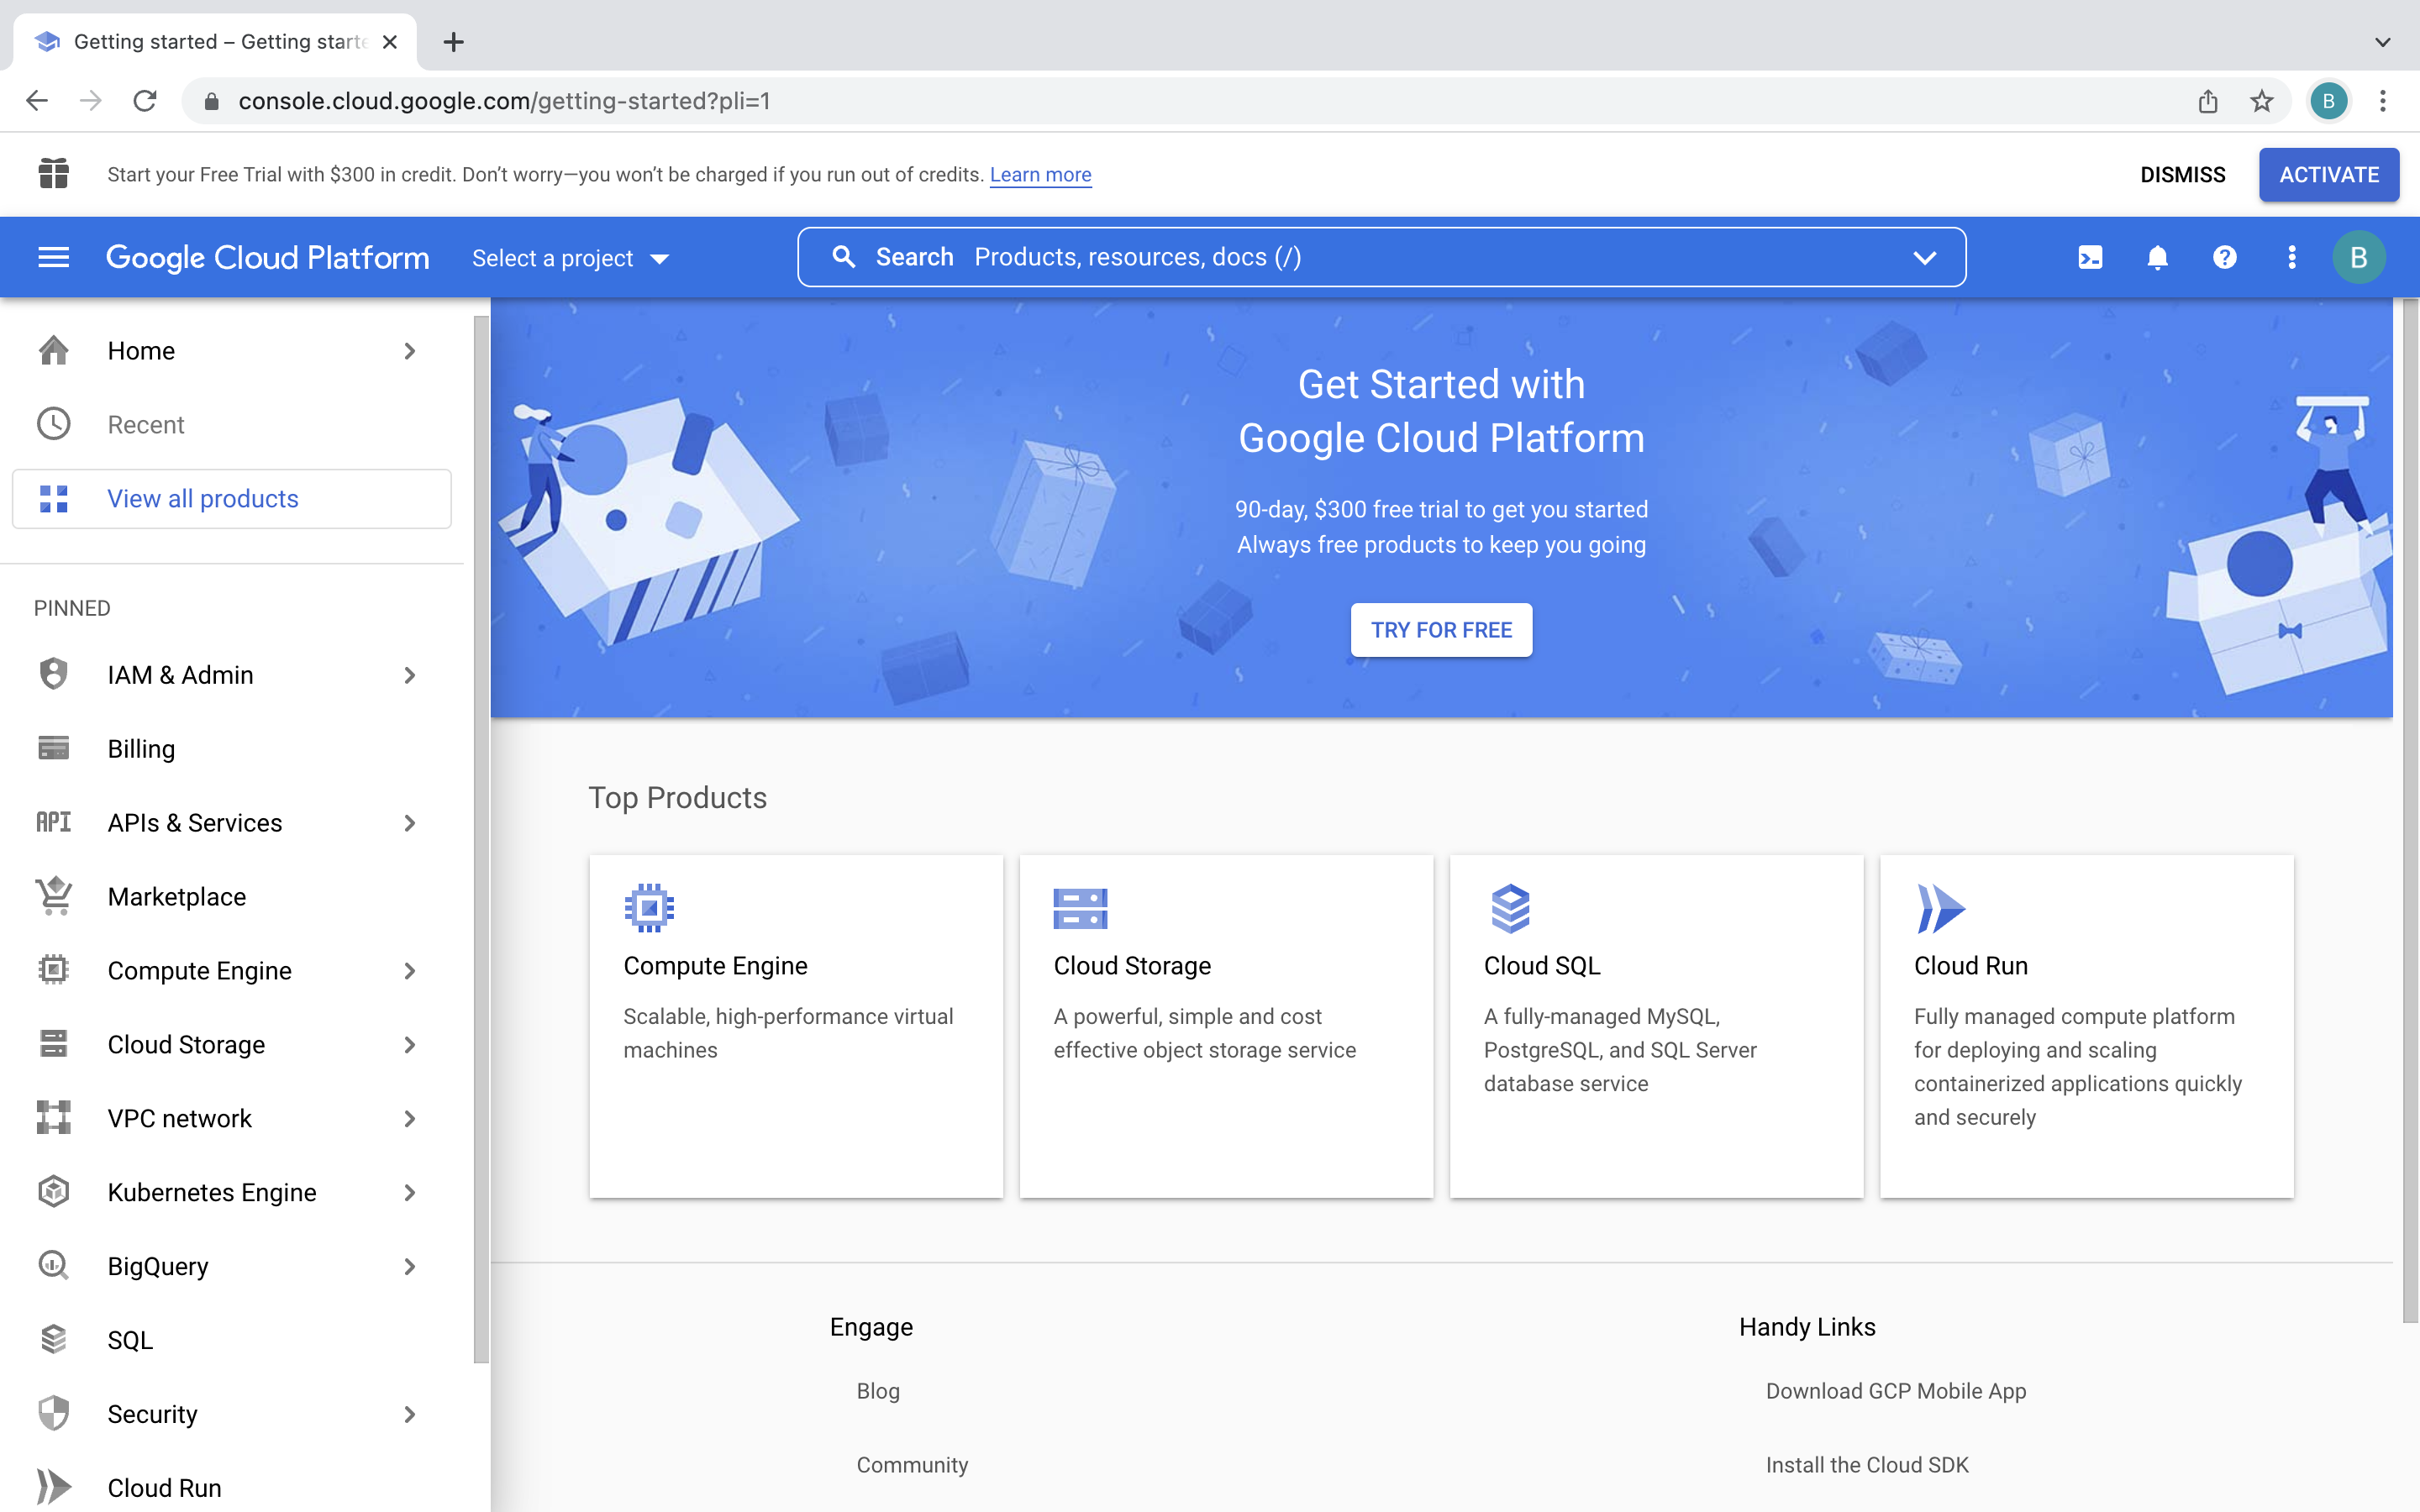 Getting started – Getting starte
console.cloud.google.com/getting-started?pli=1
B
Start your Free Trial with $300 in credit. Don’t worry—you won’t be charged if you run out of credits. Learn more
DISMISS
ACTIVATE
Google Cloud Platform
Select a project
Search Products, resources, docs (/)
B
Home
Recent
View all products
PINNED
IAM & Admin
Billing
API
APIs & Services
Marketplace
Compute Engine
Cloud Storage
VPC network
Kubernetes Engine
BigQuery
SQL
Security
Cloud Run
Get Started with
Google Cloud Platform
90-day, $300 free trial to get you started
Always free products to keep you going
TRY FOR FREE
Top Products
Compute Engine
Scalable, high-performance virtual
machines
Cloud Storage
A powerful, simple and cost
effective object storage service
Cloud SQL
A fully-managed MySQL,
PostgreSQL, and SQL Server
database service
Cloud Run
Fully managed compute platform
for deploying and scaling
containerized applications quickly
and securely
Engage
Blog
Community
Handy Links
Download GCP Mobile App
Install the Cloud SDK